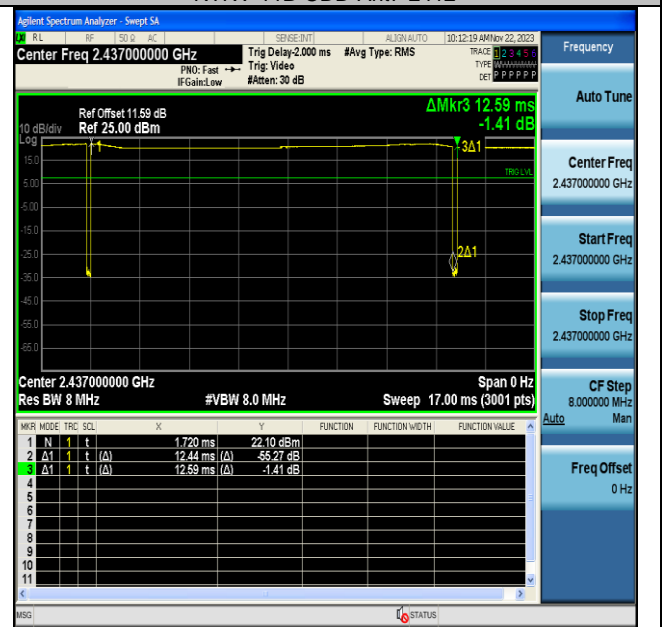 Agilent Spectrum Analyzer - Swept SA
LXI RL RF 50 Ω AC SENSE:INT ALIGN AUTO 10:12:19 AM Nov 22, 2023
Center Freq 2.437000000 GHz
PNO: Fast
IFGain:Low
Trig Delay-2.000 ms
Trig: Video
#Atten: 30 dB
#Avg Type: RMS
TRACE 1 2 3 4 5 6
TYPE WWWWWW
DET P P P P P P
Ref Offset 11.59 dB
10 dB/div Ref 25.00 dBm
Log
ΔMkr3 12.59 ms
-1.41 dB
15.0
5.00
-5.00
-15.0
-25.0
-35.0
-45.0
-55.0
-65.0
1
3Δ1
TRIG LVL
2Δ1
Center 2.437000000 GHz Span 0 Hz
Res BW 8 MHz #VBW 8.0 MHz Sweep 17.00 ms (3001 pts)
MKR MODE TRC SCL X Y FUNCTION FUNCTION WIDTH FUNCTION VALUE
1 N 1 t 1.720 ms 22.10 dBm
2 Δ1 1 t (Δ) 12.44 ms (Δ) -55.27 dB
3 Δ1 1 t (Δ) 12.59 ms (Δ) -1.41 dB
4
5
6
7
8
9
10
11
MSG STATUS
Frequency
Auto Tune
Center Freq
2.437000000 GHz
Start Freq
2.437000000 GHz
Stop Freq
2.437000000 GHz
CF Step
8.000000 MHz
Auto Man
Freq Offset
0 Hz